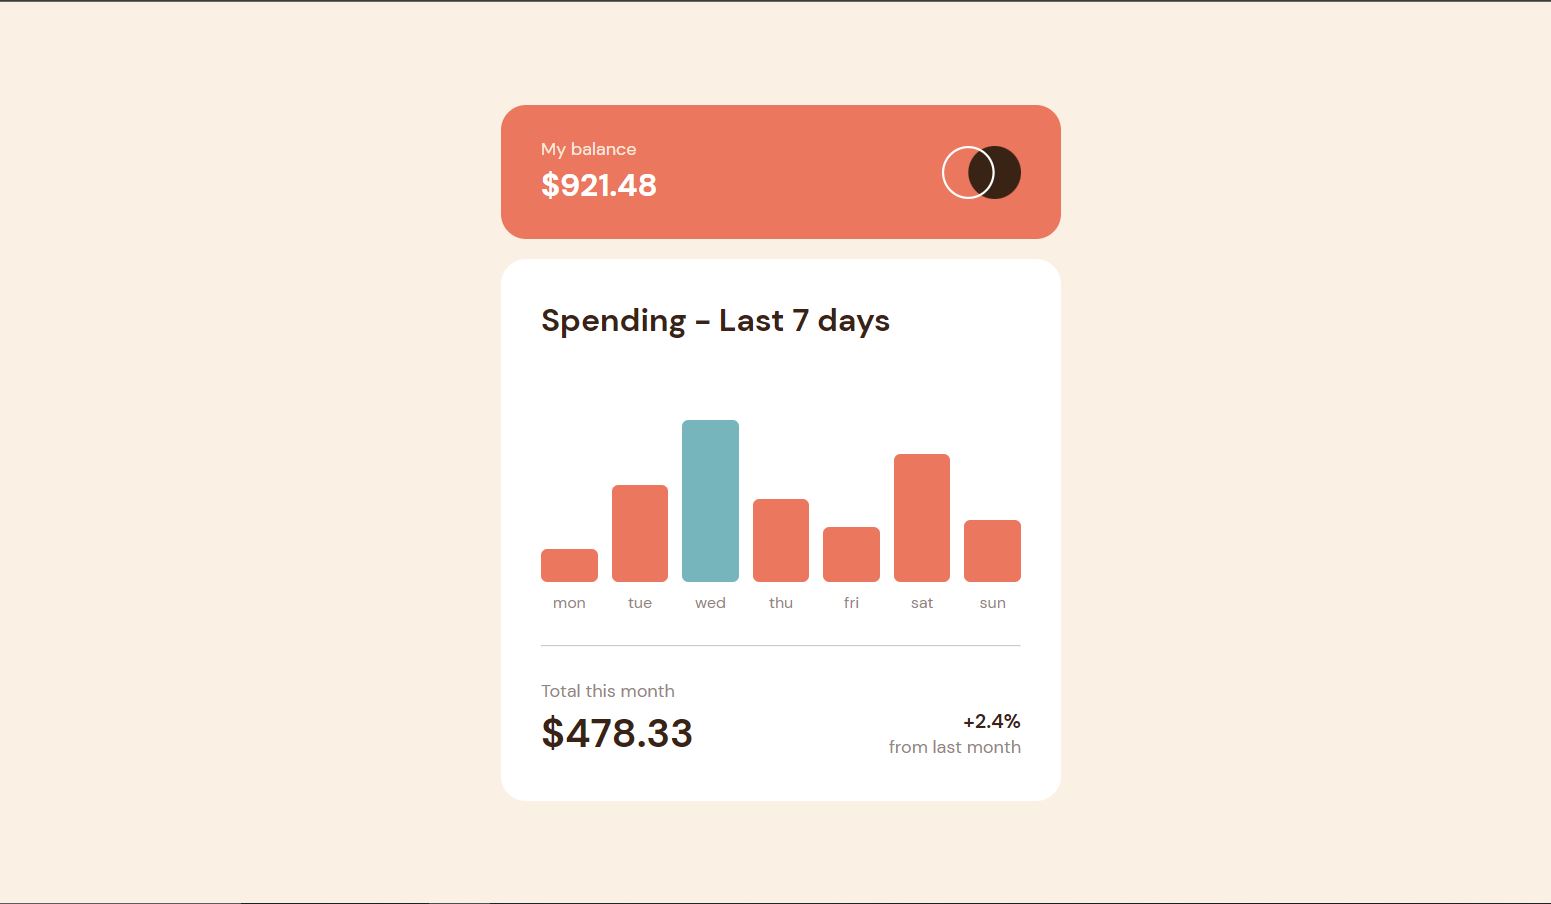 My balance
$921.48
Spending - Last 7 days
mon tue wed thu fri sat sun
Total this month
$478.33
+2.4%
from last month